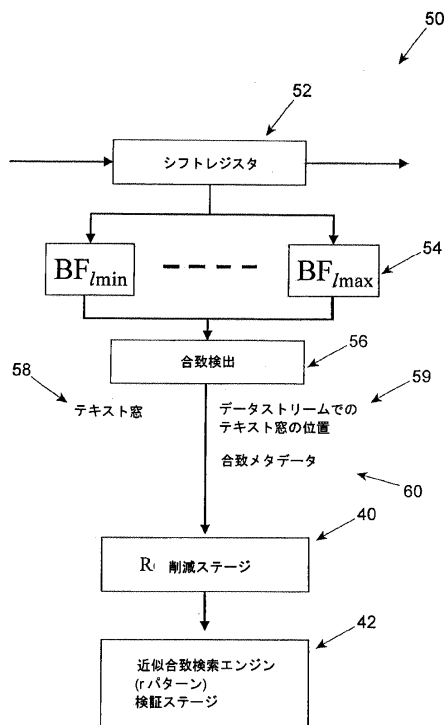 50
52
シフトレジスタ
BFlmin
BFlmax
54
56
合致検出
58
59
テキスト窓
データストリームでの
テキスト窓の位置
合致メタデータ
60
40
R 削減ステージ
42
近似合致検索エンジン
(r パターン)
検証ステージ